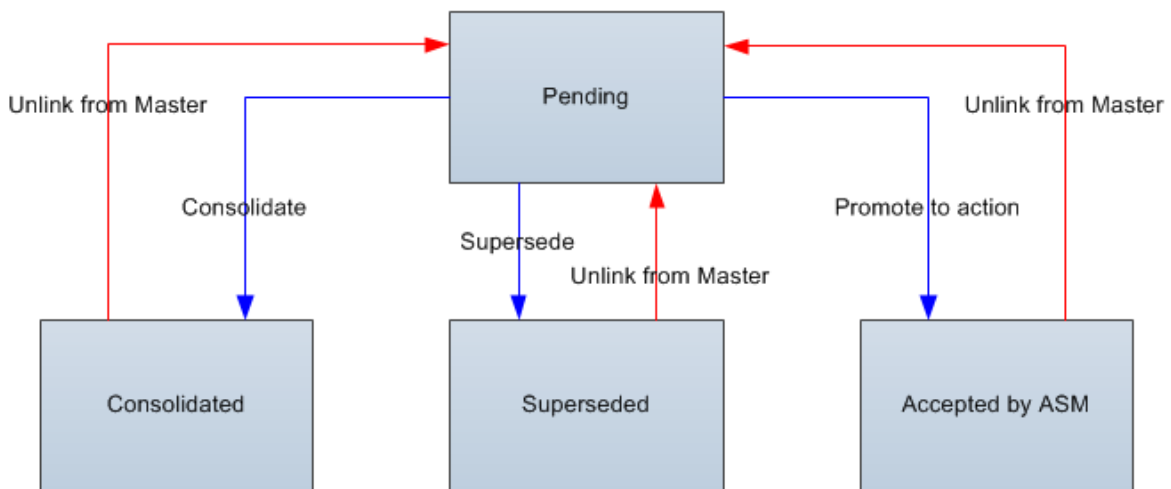 Pending
Unlink from Master
Unlink from Master
Consolidate
Promote to action
Supersede
Unlink from Master
Consolidated
Superseded
Accepted by ASM